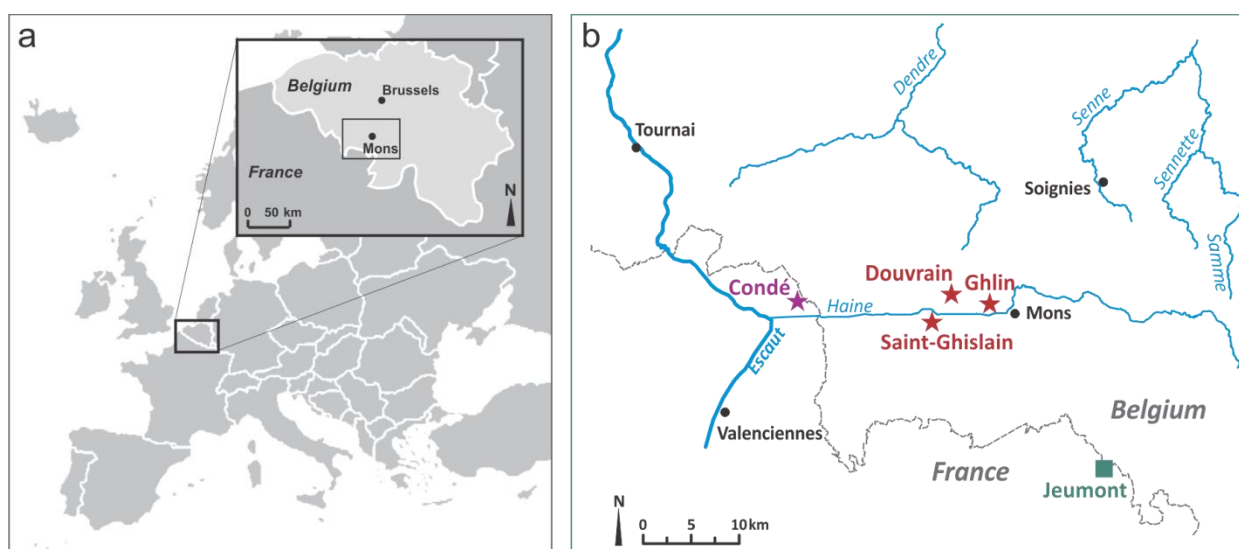 a
Belgium
Brussels
Mons
France
N
0 50 km
b
Dendre
Senne
Tournai
Sennette
Soignies
Samme
Douvrain
Ghlin
Condé
Haine
Mons
Saint-Ghislain
Escaut
Belgium
Valenciennes
France
Jeumont
N
0 5 10 km